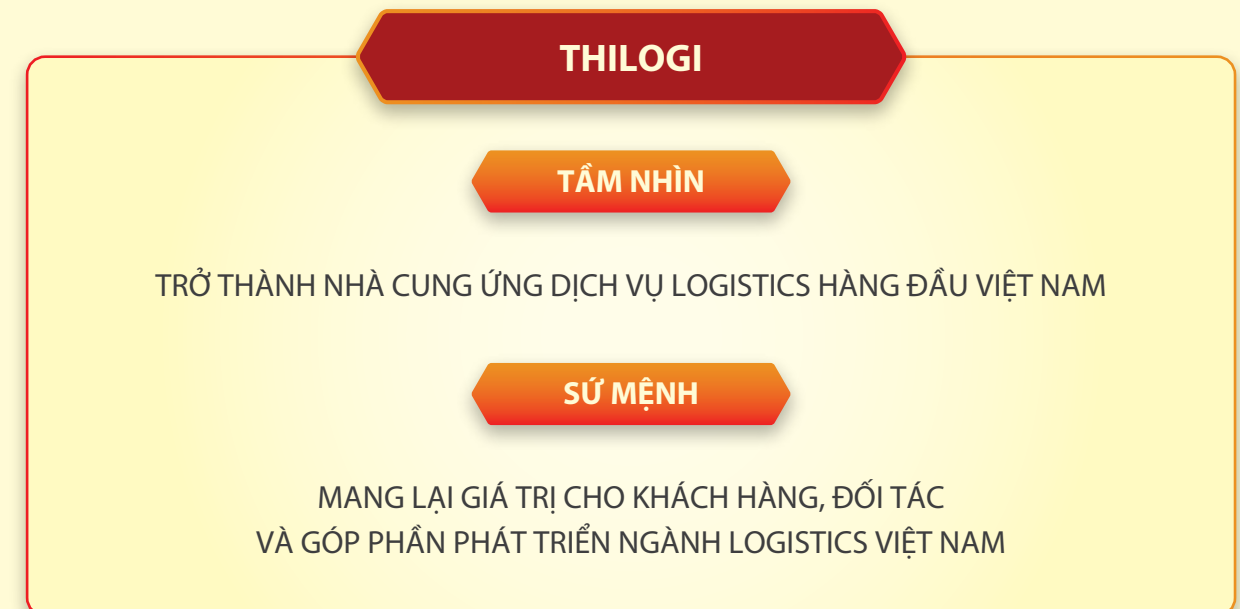 THILOGI
TẦM NHÌN
TRỞ THÀNH NHÀ CUNG ỨNG DỊCH VỤ LOGISTICS HÀNG ĐẦU VIỆT NAM
SỨ MỆNH
MANG LẠI GIÁ TRỊ CHO KHÁCH HÀNG, ĐỐI TÁC
VÀ GÓP PHẦN PHÁT TRIỂN NGÀNH LOGISTICS VIỆT NAM